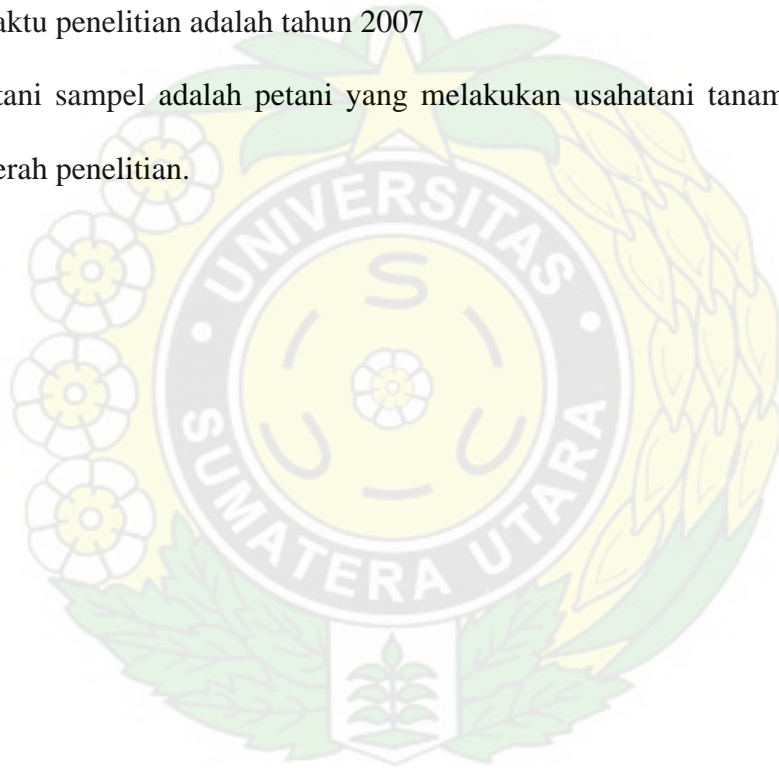 aktu penelitian adalah tahun 2007
tani sampel adalah petani yang melakukan usahatani tanam
erah penelitian.
UNIVERSITAS
S
U U
SUMATERA UTARA